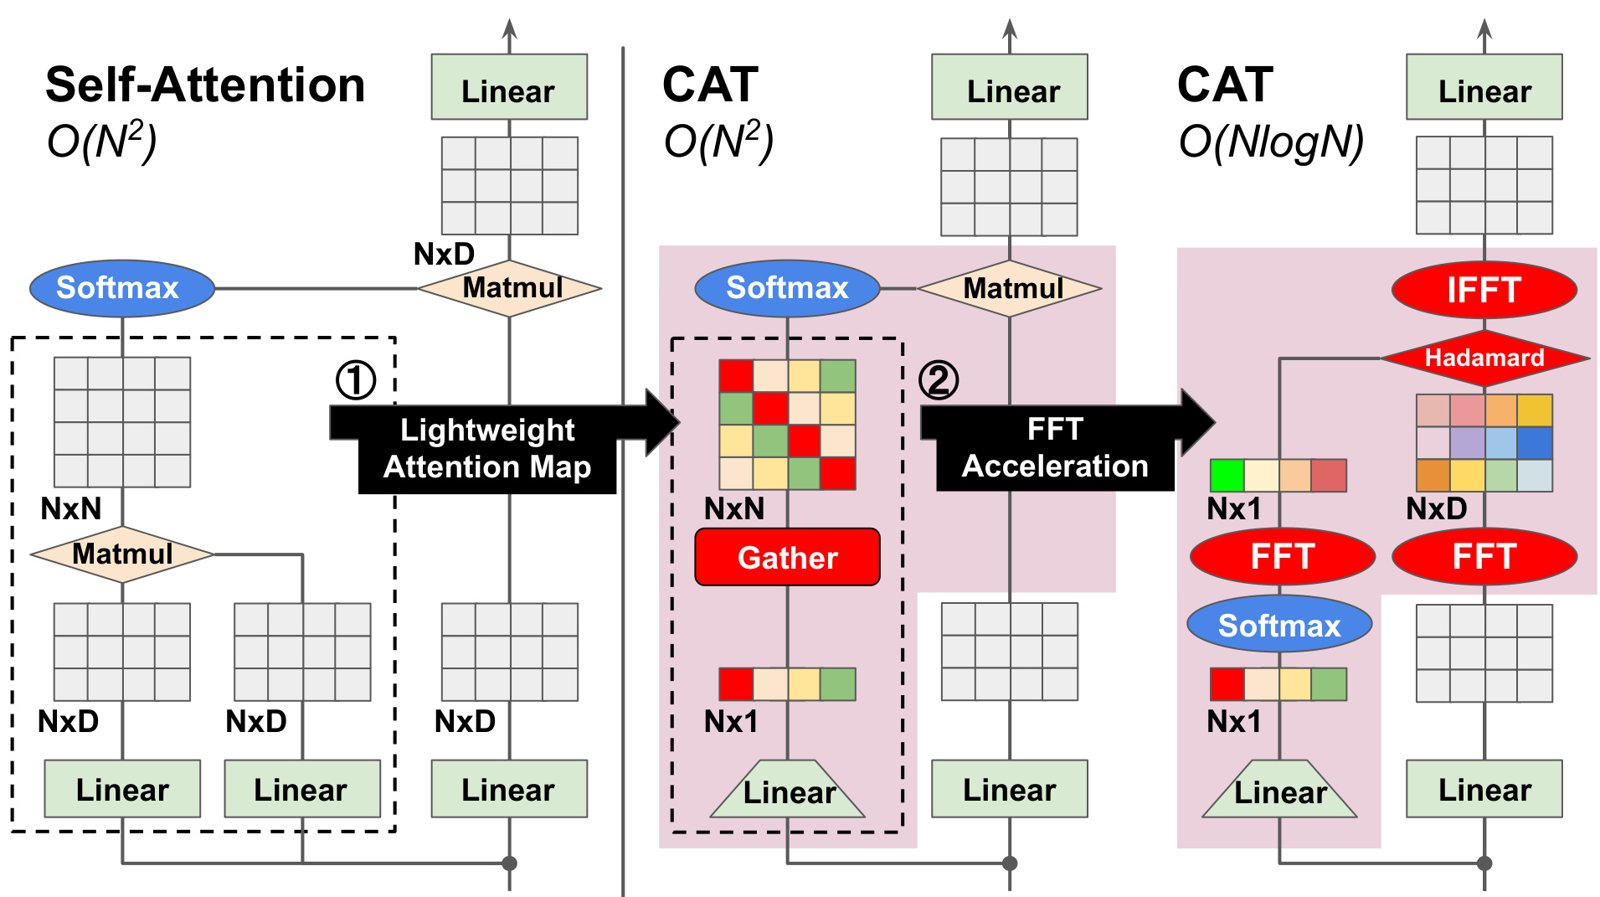 Self-Attention
O(N²)
Linear
NxD
Softmax
Matmul
①
Lightweight
Attention Map
NxN
Matmul
NxD
NxD
NxD
Linear
Linear
Linear
CAT
O(N²)
Linear
Softmax
Matmul
②
FFT
Acceleration
NxN
Gather
Nx1
Linear
Linear
CAT
O(NlogN)
Linear
IFFT
Hadamard
Nx1
NxD
FFT
FFT
Softmax
Nx1
Linear
Linear